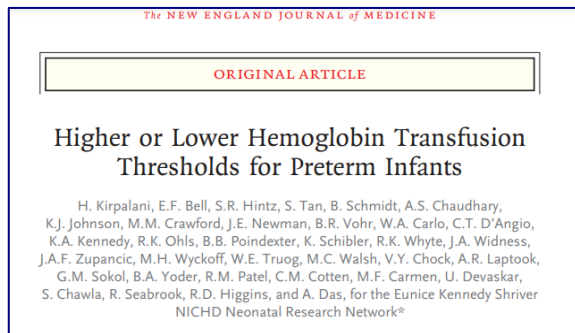 The NEW ENGLAND JOURNAL of MEDICINE
ORIGINAL ARTICLE
Higher or Lower Hemoglobin Transfusion
Thresholds for Preterm Infants
H. Kirpalani, E.F. Bell, S.R. Hintz, S. Tan, B. Schmidt, A.S. Chaudhary,
K.J. Johnson, M.M. Crawford, J.E. Newman, B.R. Vohr, W.A. Carlo, C.T. D'Angio,
K.A. Kennedy, R.K. Ohls, B.B. Poindexter, K. Schibler, R.K. Whyte, J.A. Widness,
J.A.F. Zupancic, M.H. Wyckoff, W.E. Truog, M.C. Walsh, V.Y. Chock, A.R. Laptook,
G.M. Sokol, B.A. Yoder, R.M. Patel, C.M. Cotten, M.F. Carmen, U. Devaskar,
S. Chawla, R. Seabrook, R.D. Higgins, and A. Das, for the Eunice Kennedy Shriver
NICHD Neonatal Research Network*